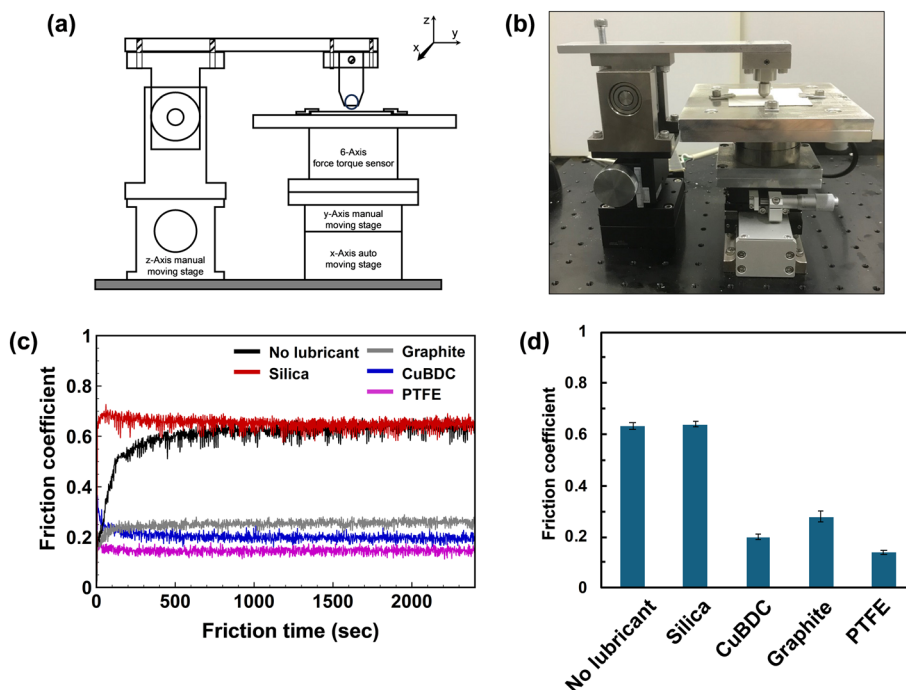 (a)
z
y
x
6-Axis
force torque sensor
y-Axis manual
moving stage
x-Axis auto
moving stage
z-Axis manual
moving stage
(b)
(c)
Friction coefficient
1
0.8
0.6
0.4
0.2
0
No lubricant
Silica
Graphite
CuBDC
PTFE
0
500
1000
1500
2000
Friction time (sec)
(d)
Friction coefficient
1
0.8
0.6
0.4
0.2
0
No lubricant
Silica
CuBDC
Graphite
PTFE